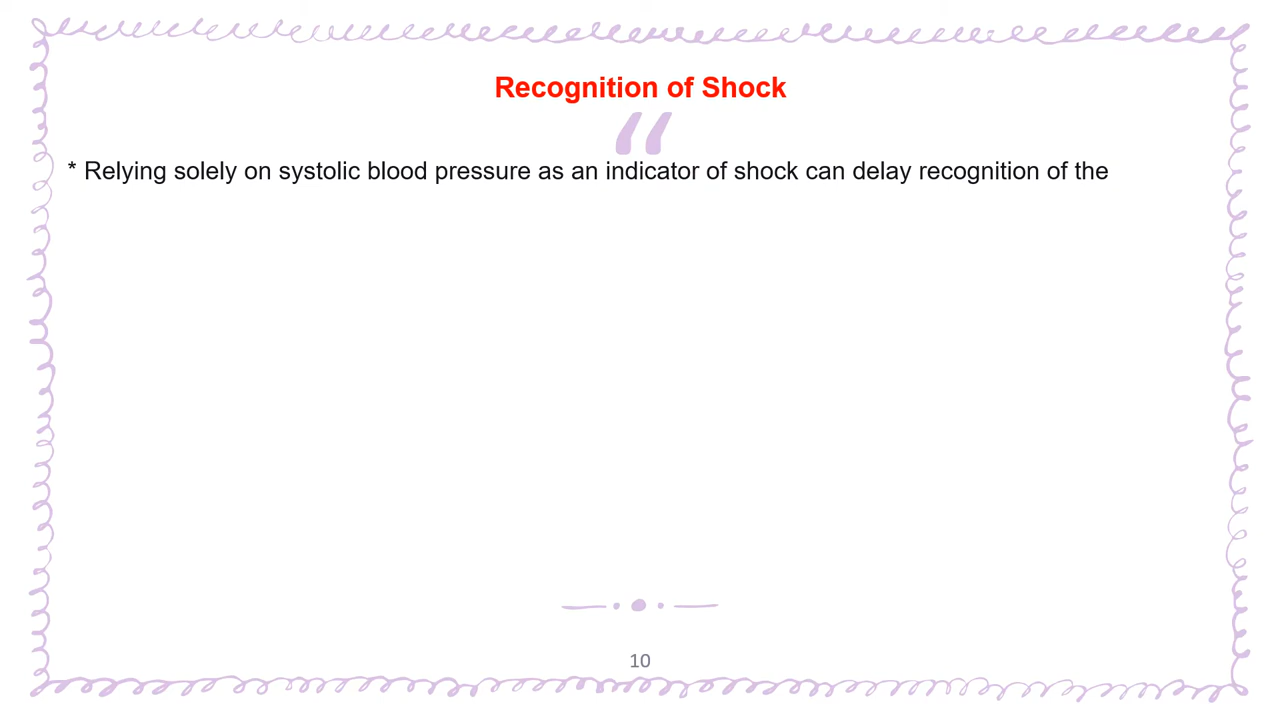 Recognition of Shock
“
* Relying solely on systolic blood pressure as an indicator of shock can delay recognition of the
10